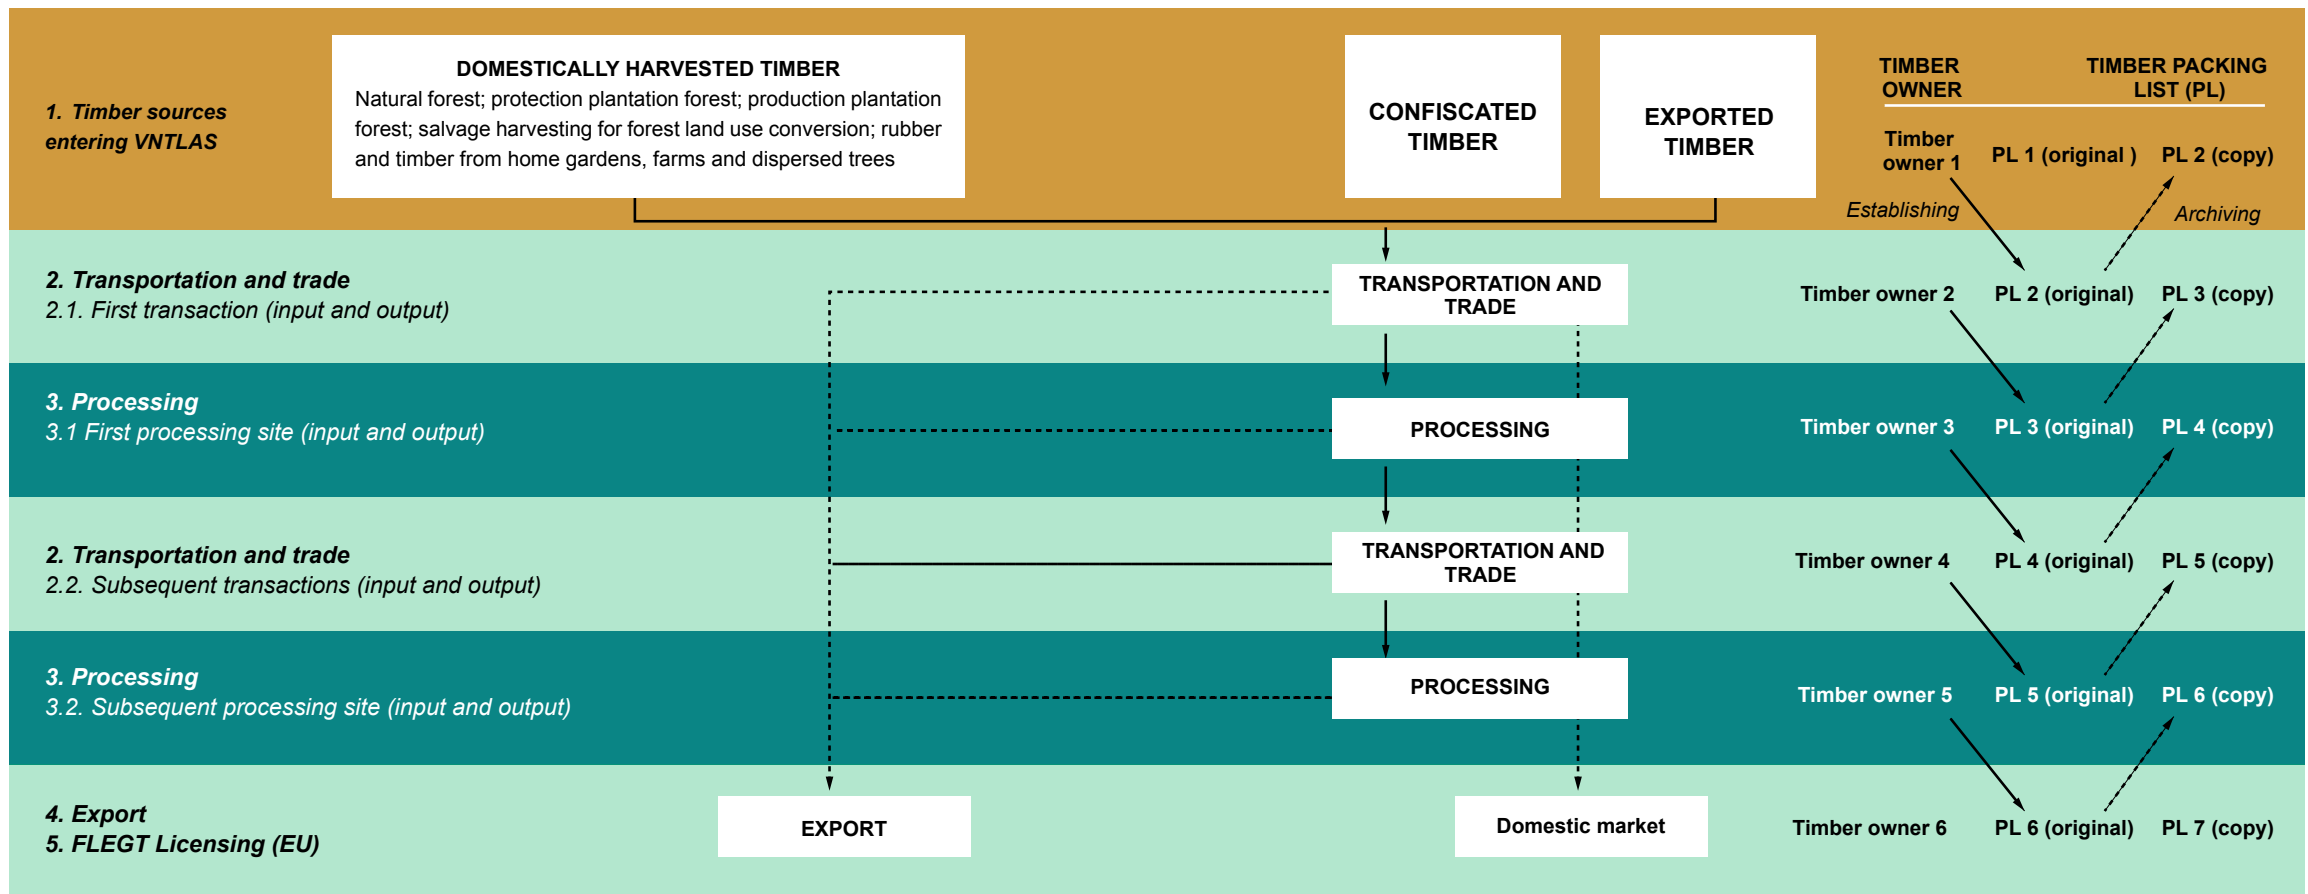 1. Timber sources
entering VNTLAS
DOMESTICALLY HARVESTED TIMBER
Natural forest; protection plantation forest; production plantation
forest; salvage harvesting for forest land use conversion; rubber
and timber from home gardens, farms and dispersed trees
CONFISCATED
TIMBER
EXPORTED
TIMBER
TIMBER
OWNER
TIMBER PACKING
LIST (PL)
Timber
owner 1
PL 1 (original )
PL 2 (copy)
Establishing
Archiving
2. Transportation and trade
2.1. First transaction (input and output)
TRANSPORTATION AND
TRADE
Timber owner 2
PL 2 (original)
PL 3 (copy)
3. Processing
3.1 First processing site (input and output)
PROCESSING
Timber owner 3
PL 3 (original)
PL 4 (copy)
2. Transportation and trade
2.2. Subsequent transactions (input and output)
TRANSPORTATION AND
TRADE
Timber owner 4
PL 4 (original)
PL 5 (copy)
3. Processing
3.2. Subsequent processing site (input and output)
PROCESSING
Timber owner 5
PL 5 (original)
PL 6 (copy)
4. Export
5. FLEGT Licensing (EU)
EXPORT
Domestic market
Timber owner 6
PL 6 (original)
PL 7 (copy)